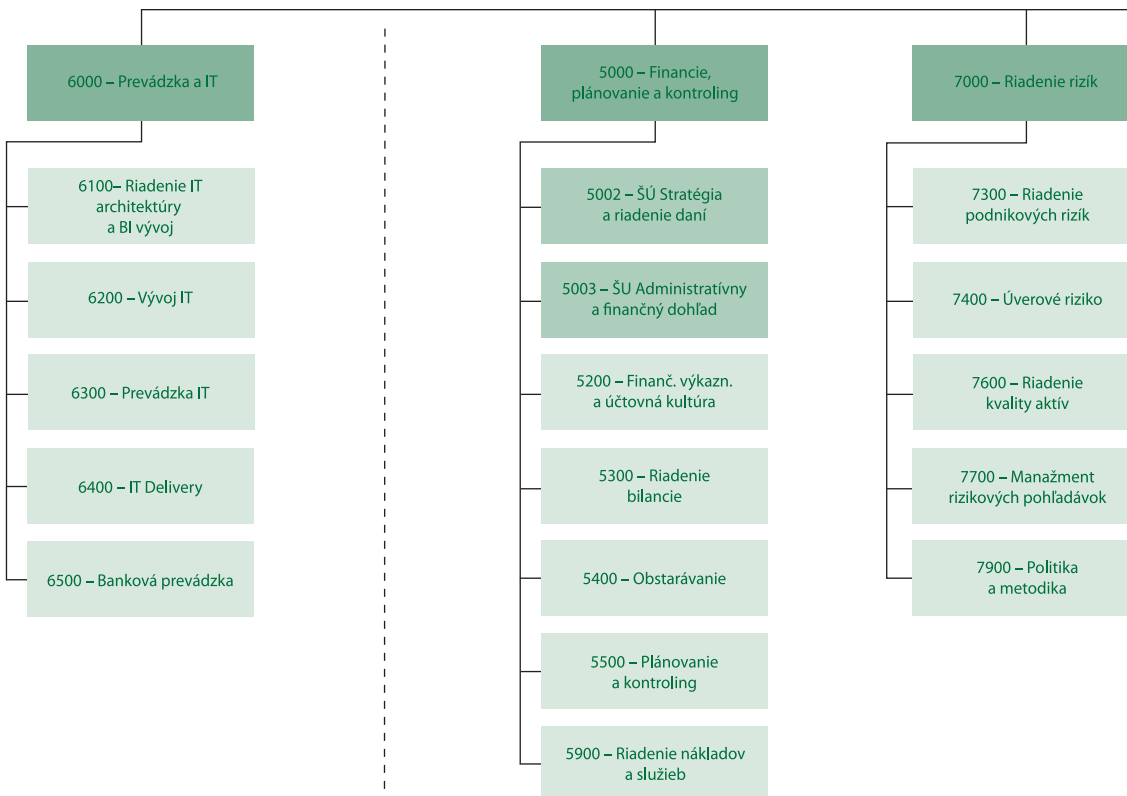 6000 – Prevádzka a IT
6100– Riadenie IT
architektúry
a BI vývoj
6200 – Vývoj IT
6300 – Prevádzka IT
6400 – IT Delivery
6500 – Banková prevádzka
5000 – Financie,
plánovanie a kontroling
5002 – ŠÚ Stratégia
a riadenie daní
5003 – ŠU Administratívny
a finančný dohľad
5200 – Finanč. výkazn.
a účtovná kultúra
5300 – Riadenie
bilancie
5400 – Obstarávanie
5500 – Plánovanie
a kontroling
5900 – Riadenie nákladov
a služieb
7000 – Riadenie rizík
7300 – Riadenie
podnikových rizík
7400 – Úverové riziko
7600 – Riadenie
kvality aktív
7700 – Manažment
rizikových pohľadávok
7900 – Politika
a metodika